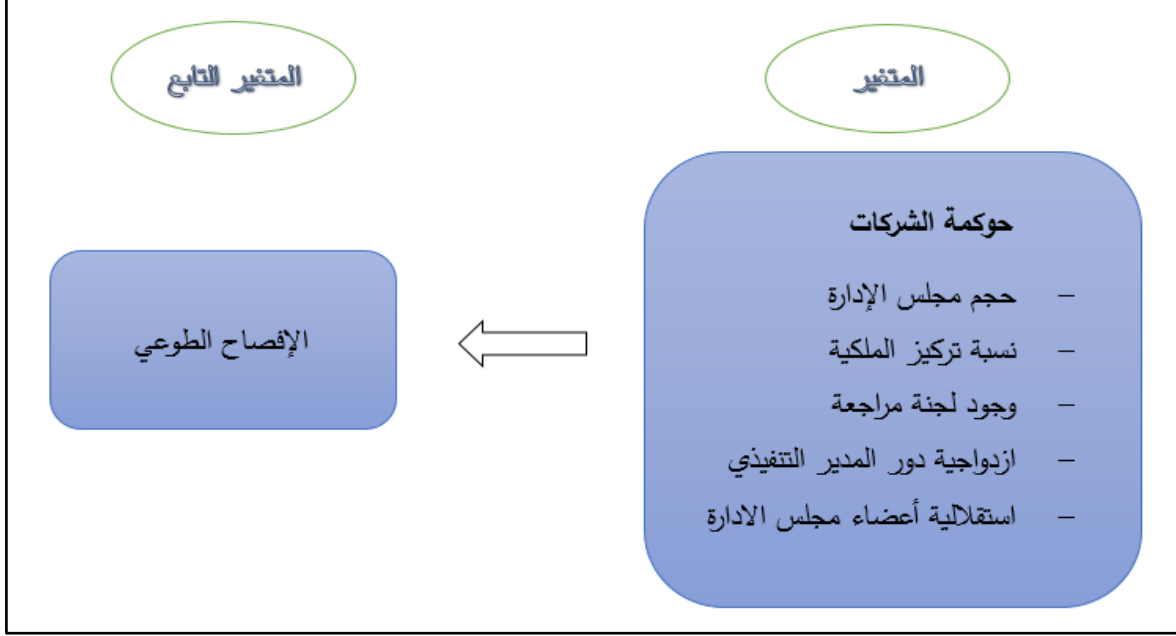 المتغير
المتغير التابع
حوكمة الشركات
– حجم مجلس الإدارة
– نسبة تركيز الملكية
– وجود لجنة مراجعة
– ازدواجية دور المدير التنفيذي
– استقلالية أعضاء مجلس الادارة
الإفصاح الطوعي